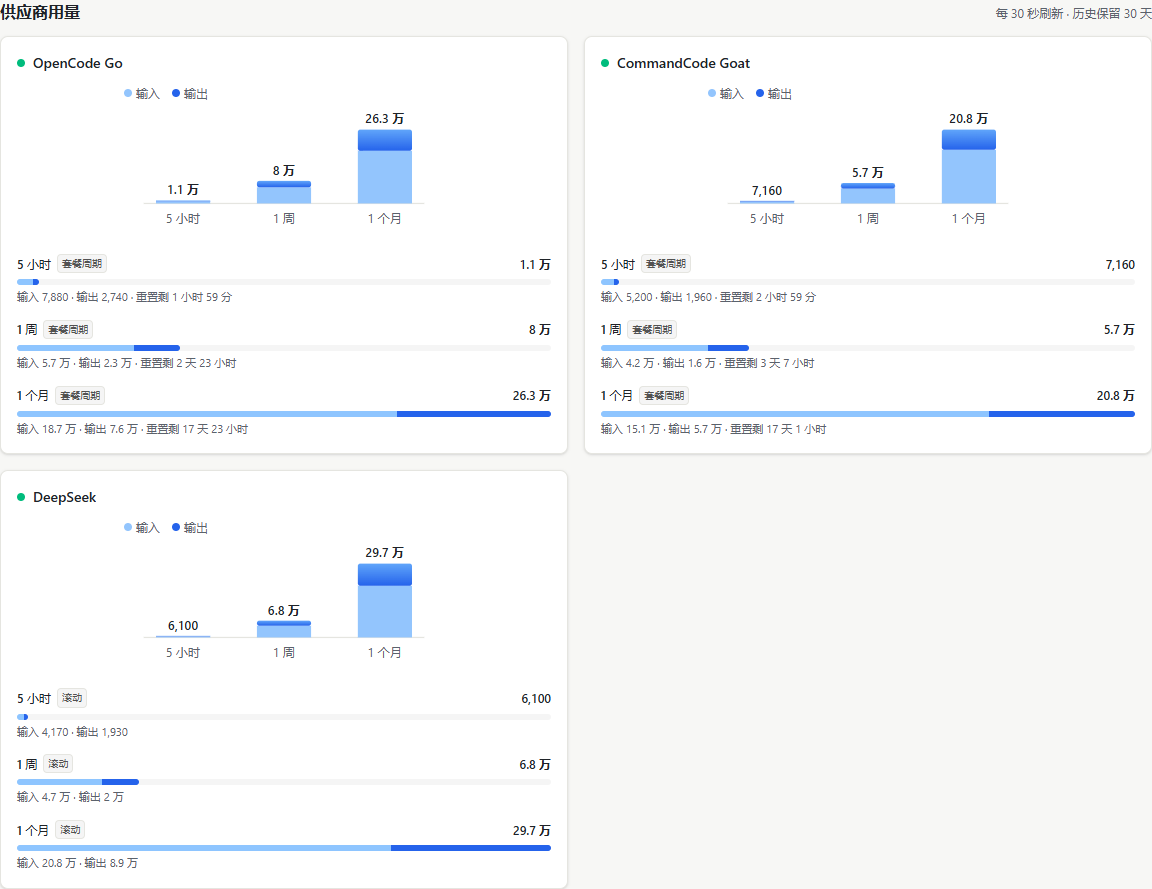 供应商用量
每 30 秒刷新 · 历史保留 30 天
OpenCode Go
输入 输出
1.1 万
8 万
26.3 万
5 小时
1 周
1 个月
5 小时 套餐周期 1.1 万
输入 7,880 · 输出 2,740 · 重置剩 1 小时 59 分
1 周 套餐周期 8 万
输入 5.7 万 · 输出 2.3 万 · 重置剩 2 天 23 小时
1 个月 套餐周期 26.3 万
输入 18.7 万 · 输出 7.6 万 · 重置剩 17 天 23 小时
CommandCode Goat
输入 输出
7,160
5.7 万
20.8 万
5 小时
1 周
1 个月
5 小时 套餐周期 7,160
输入 5,200 · 输出 1,960 · 重置剩 2 小时 59 分
1 周 套餐周期 5.7 万
输入 4.2 万 · 输出 1.6 万 · 重置剩 3 天 7 小时
1 个月 套餐周期 20.8 万
输入 15.1 万 · 输出 5.7 万 · 重置剩 17 天 1 小时
DeepSeek
输入 输出
6,100
6.8 万
29.7 万
5 小时
1 周
1 个月
5 小时 滚动 6,100
输入 4,170 · 输出 1,930
1 周 滚动 6.8 万
输入 4.7 万 · 输出 2 万
1 个月 滚动 29.7 万
输入 20.8 万 · 输出 8.9 万